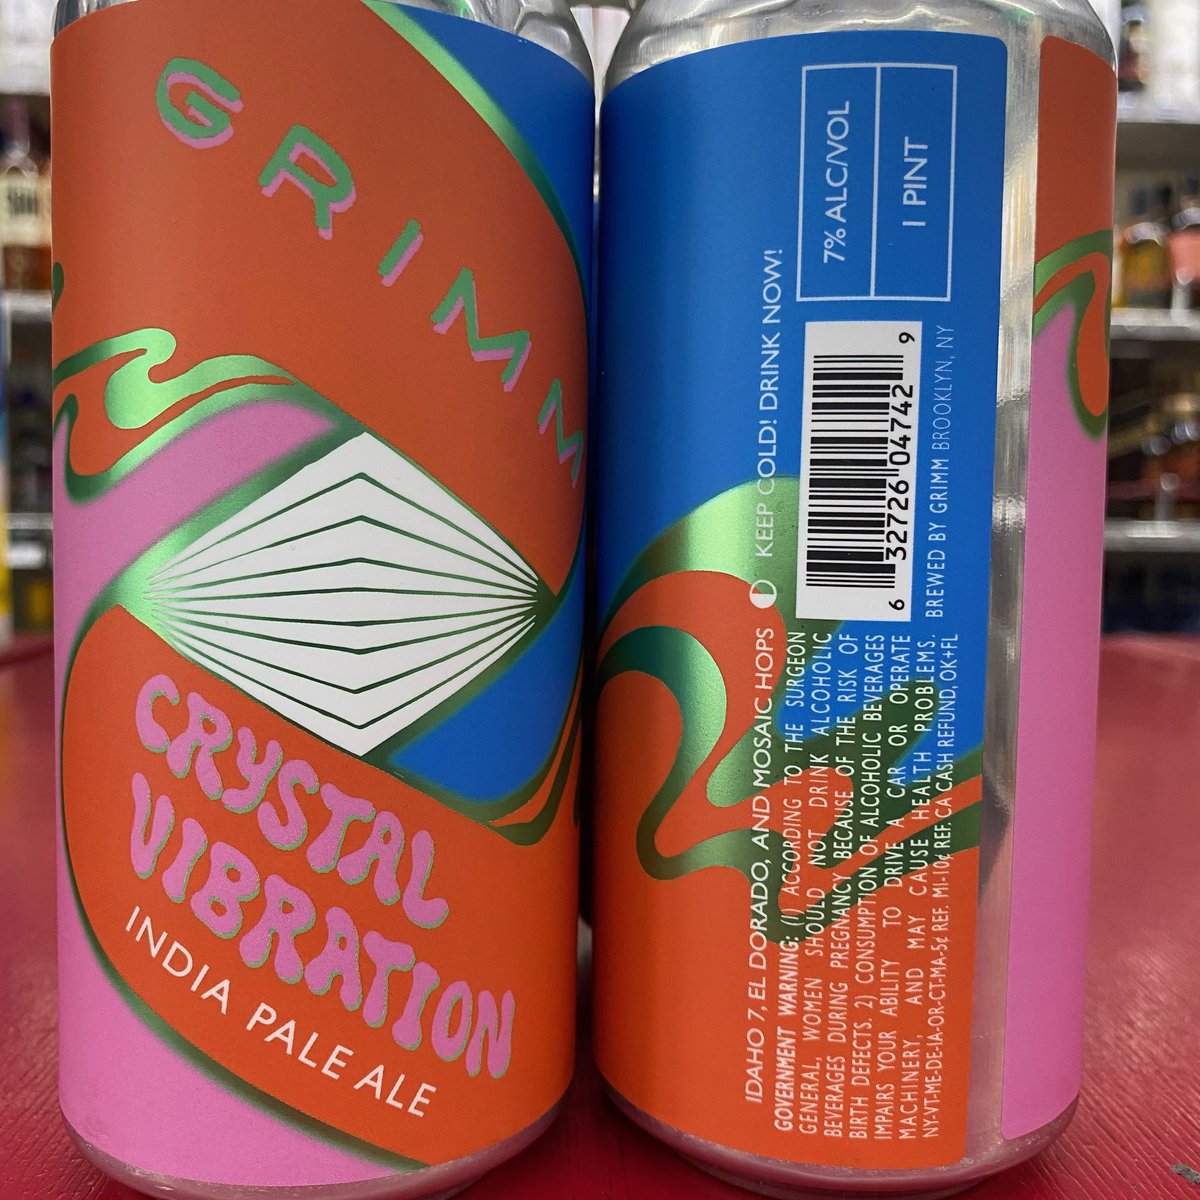 GRIMM
CRYSTAL
VIBRATION
INDIA PALE ALE
IDAHO 7, EL DORADO, AND MOSAIC HOPS KEEP COLD! DRINK NOW!
GOVERNMENT WARNING: (1) ACCORDING TO THE SURGEON
GENERAL, WOMEN SHOULD NOT DRINK ALCOHOLIC
BEVERAGES DURING PREGNANCY BECAUSE OF THE RISK OF
BIRTH DEFECTS. 2) CONSUMPTION OF ALCOHOLIC BEVERAGES
IMPAIRS YOUR ABILITY TO DRIVE A CAR OR OPERATE
MACHINERY, AND MAY CAUSE HEALTH PROBLEMS.
NY-VT-ME-DE-IA-OR-CT-MA-5¢ REF. MI-10¢ REF. CA CASH REFUND, OK+FL
6 32726 04742 9
BREWED BY GRIMM BROOKLYN, NY
7% ALC/VOL
1 PINT